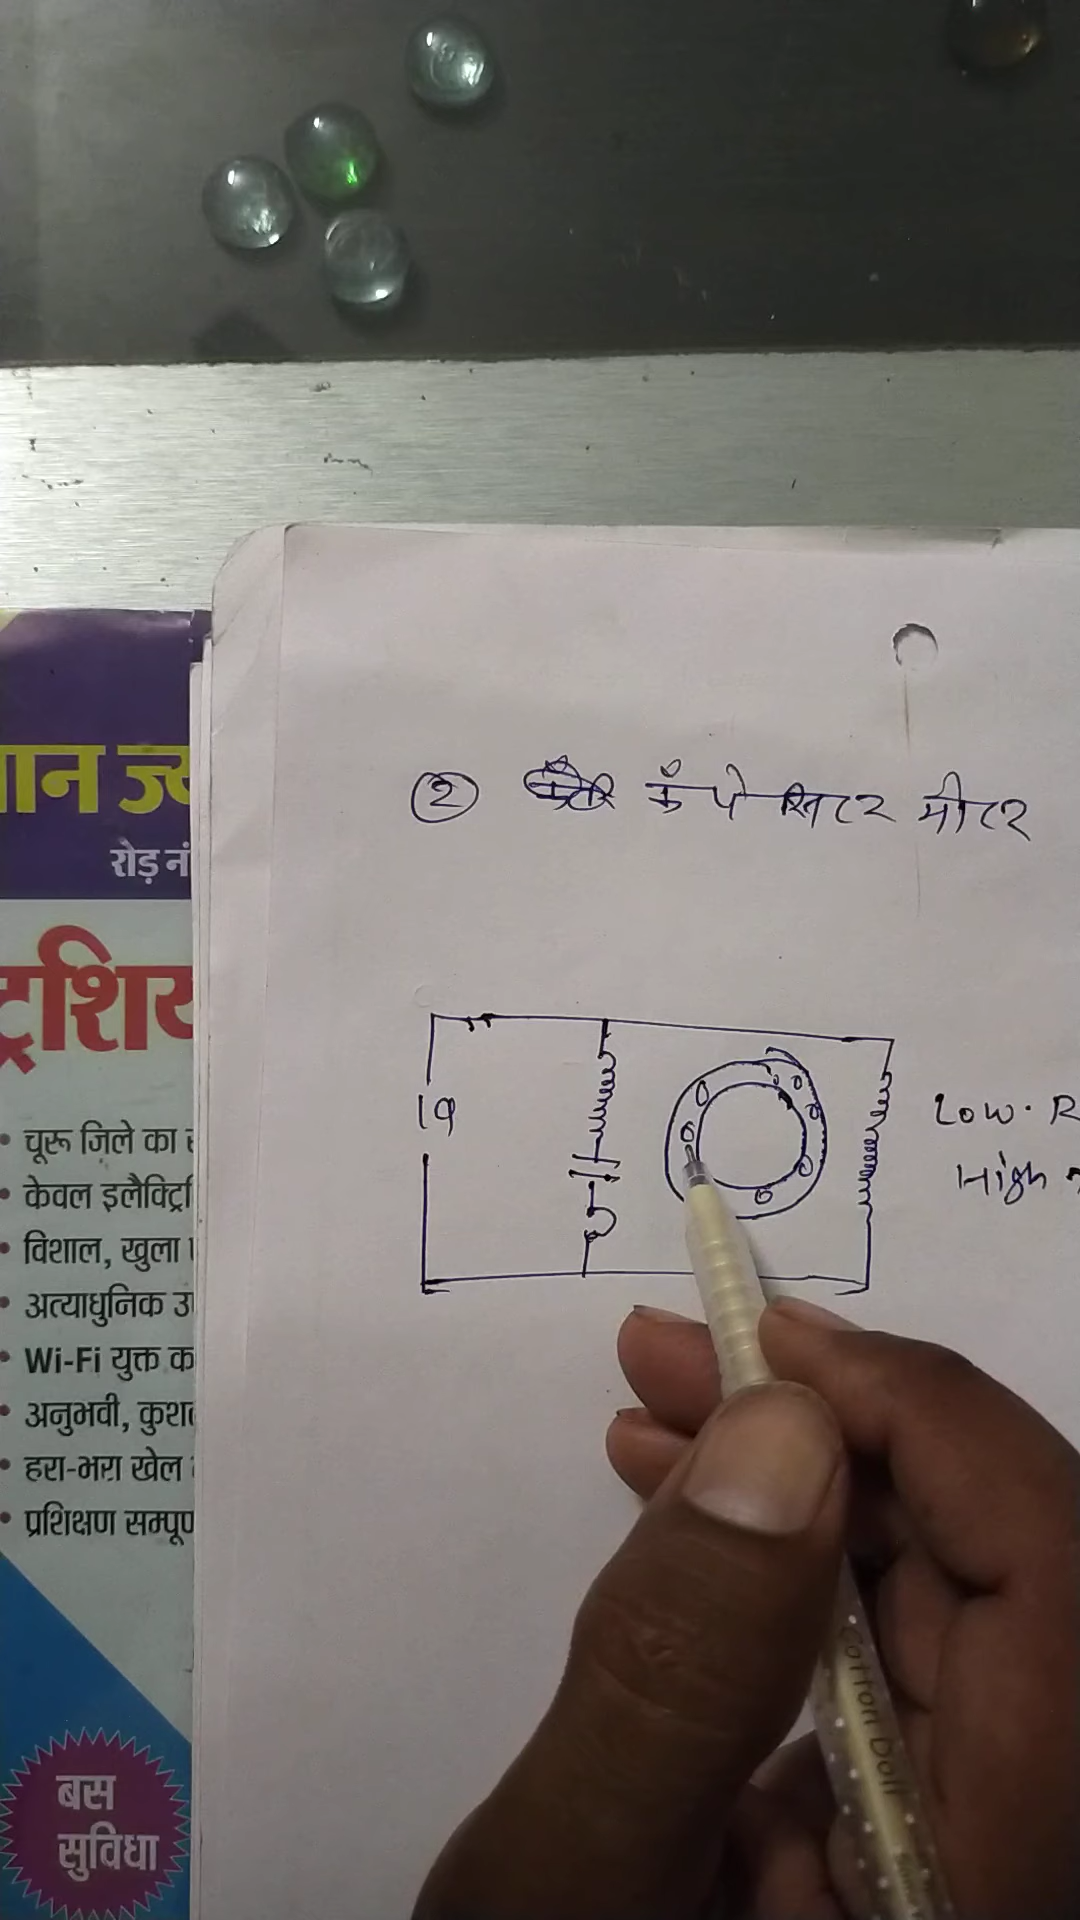 ② कंपेसिटर मोटर
1φ
Low. R
High
ान ज्य
रोड़ नं
ट्रशिय
• चूरू ज़िले का
• केवल इलैक्ट्रि
• विशाल, खुला
• अत्याधुनिक उ
• Wi-Fi युक्त क
• अनुभवी, कुशल
• हरा-भरा खेल
• प्रशिक्षण सम्पूर्ण
बस
सुविधा
Cotton Doll